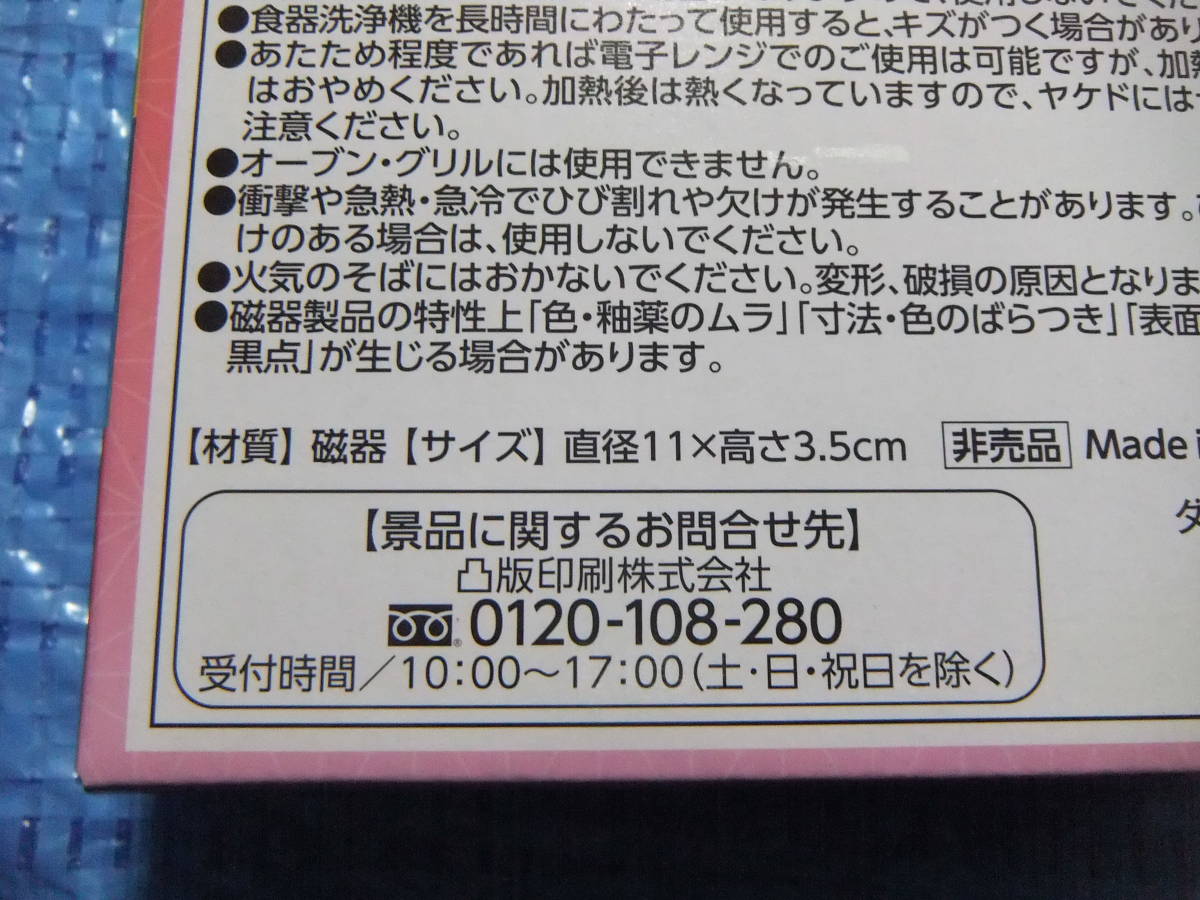 使用しないでくだ
●食器洗浄機を長時間にわたって使用すると、キズがつく場合があり
●あたため程度であれば電子レンジでのご使用は可能ですが、加熱
はおやめください。加熱後は熱くなっていますので、ヤケドには
注意ください。
●オーブン・グリルには使用できません。
●衝撃や急熱・急冷でひび割れや欠けが発生することがあります。
けのある場合は、使用しないでください。
●火気のそばにはおかないでください。変形、破損の原因となりま
●磁器製品の特性上「色・釉薬のムラ」「寸法・色のばらつき」「表面
黒点」が生じる場合があります。
【材質】磁器【サイズ】直径11×高さ3.5cm 非売品 Made
ダ
【景品に関するお問合せ先】
凸版印刷株式会社
0120-108-280
受付時間/10:00~17:00(土・日・祝日を除く)